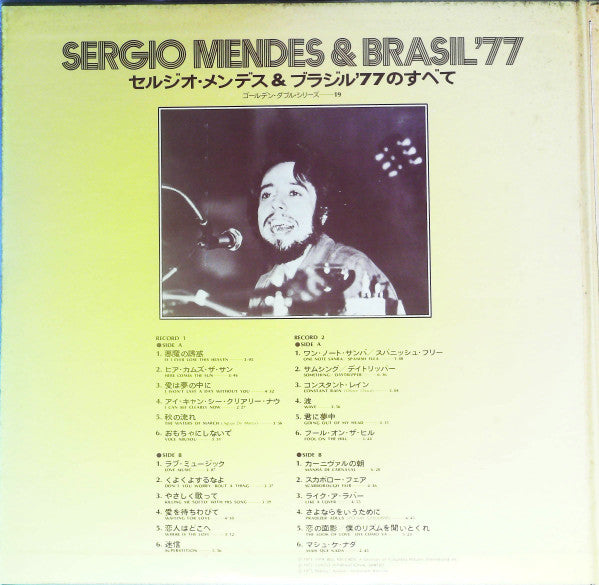 SERGIO MENDES & BRASIL '77
セルジオ・メンデス & ブラジル'77のすべて
ゴールデン・ダブルシリーズ——19
RECORD 1
●SIDE A
1. 悪魔の誘惑
IF I EVER LOSE THIS HEAVEN
2. ヒア・カムズ・ザ・サン
HERE COMES THE SUN
3. 愛は夢の中に
I WON'T LAST A DAY WITHOUT YOU
4. アイ・キャン・シー・クリアリー・ナウ
I CAN SEE CLEARLY NOW
5. 秋の流れ
THE WATERS OF MARCH
6. おもちゃにしないで
●SIDE B
1. ラブ・ミュージック
LOVE MUSIC
2. くよくよするなよ
DON'T YOU WORRY 'BOUT A THING
3. やさしく歌って
KILLING ME SOFTLY WITH HIS SONG
4. 愛を待ちわびて
WAITING FOR LOVE
5. 恋人はどこへ
WHERE IS THE LOVE
6. 迷信
SUPERSTITION
RECORD 2
●SIDE A
1. ワン・ノート・サンバ／スパニッシュ・フリー
ONE NOTE SAMBA/SPANISH FLEA
2. サムシング／デイトリッパー
3. コンスタント・レイン
CONSTANT RAIN
4. 波
WAVE
5. 君に夢中
GOING OUT OF MY HEAD
6. フール・オン・ザ・ヒル
FOOL ON THE HILL
●SIDE B
1. カーニヴァルの朝
MANHA DE CARNAVAL
2. スカボロー・フェア
SCARBOROUGH FAIR
3. ライク・ア・ラバー
LIKE A LOVER
4. さよならをいうために
5. 恋の面影 僕のリズムを聞いとくれ
THE LOOK OF LOVE
6. マシュ・ケ・ナダ
MAIS QUE NADA